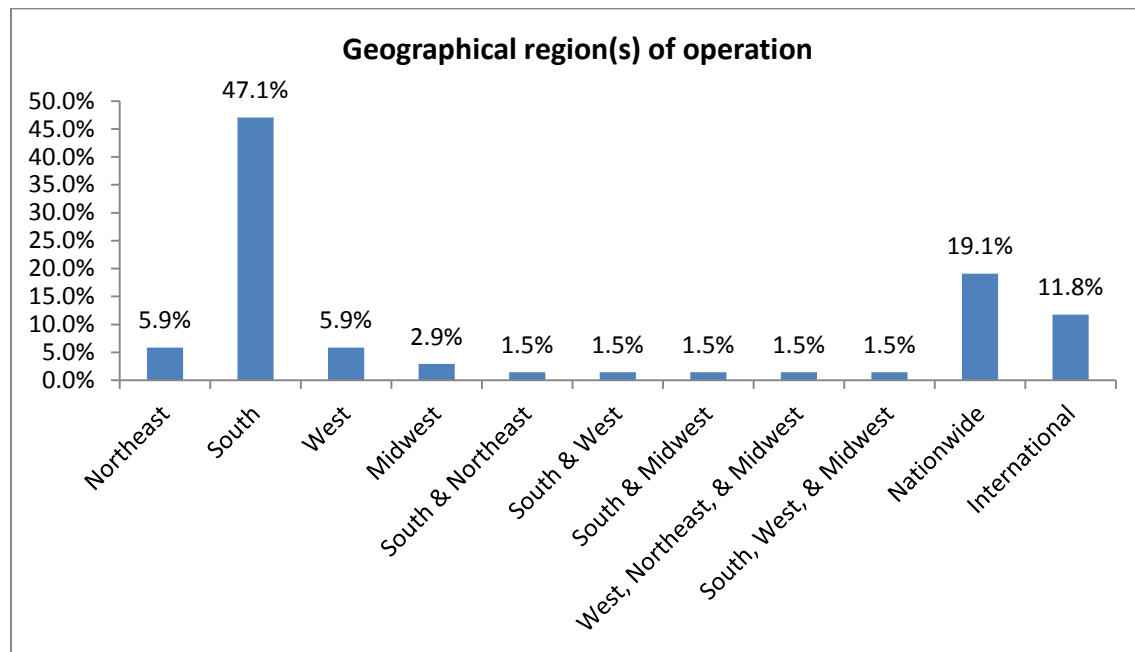 Geographical region(s) of operation
50.0%
45.0%
40.0%
35.0%
30.0%
25.0%
20.0%
15.0%
10.0%
5.0%
0.0%
5.9%
47.1%
5.9%
2.9%
1.5%
1.5%
1.5%
1.5%
1.5%
19.1%
11.8%
Northeast
South
West
Midwest
South & Northeast
South & West
South & Midwest
West, Northeast, & Midwest
South, West, & Midwest
Nationwide
International